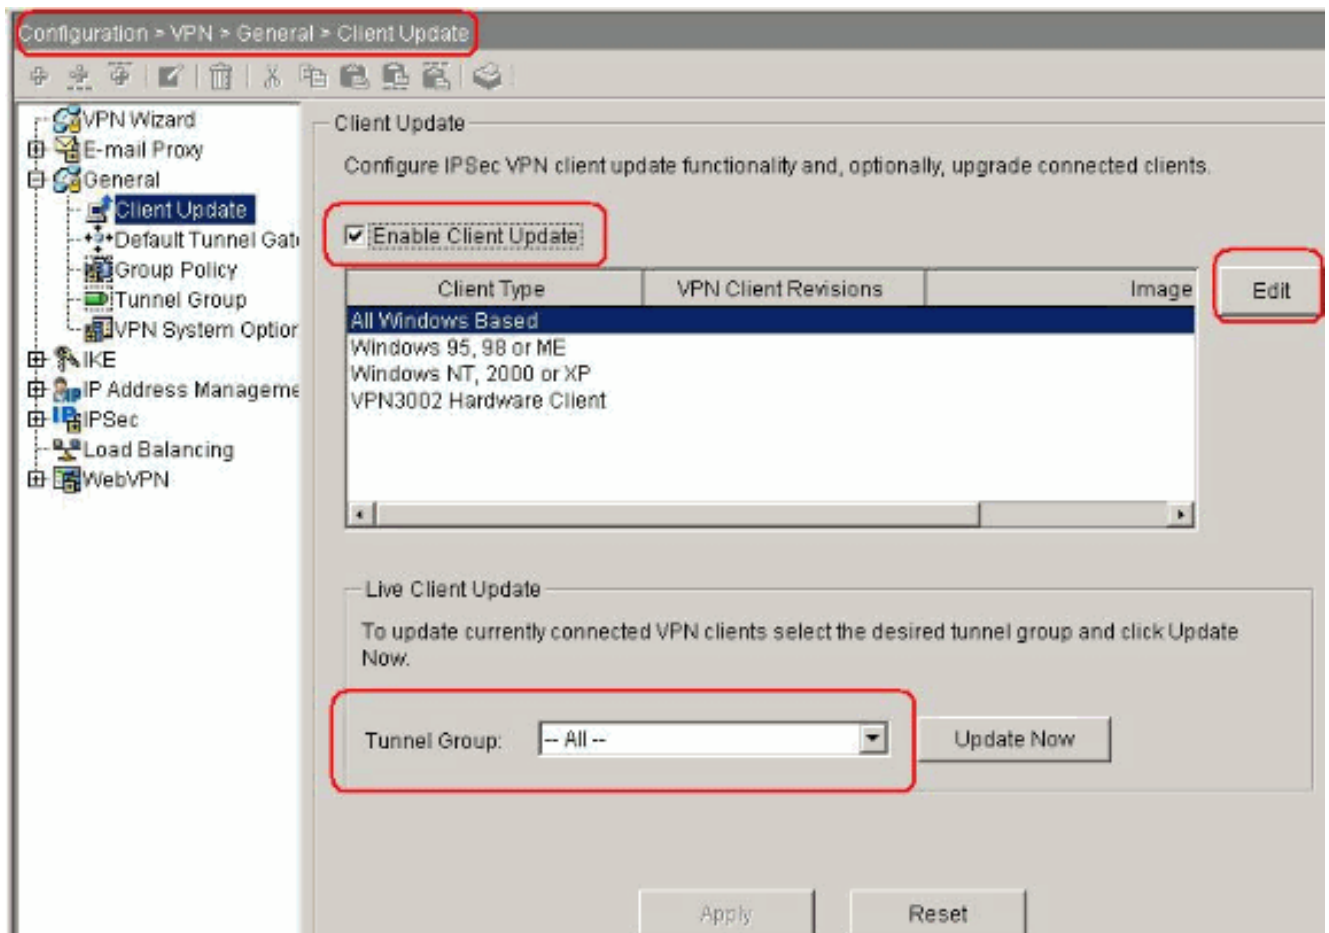 Configuration > VPN > General > Client Update
VPN Wizard
E-mail Proxy
General
Client Update
Default Tunnel Gat
Group Policy
Tunnel Group
VPN System Option
IKE
IP Address Manageme
IPSec
Load Balancing
WebVPN
Client Update
Configure IPSec VPN client update functionality and, optionally, upgrade connected clients.
Enable Client Update
Client Type VPN Client Revisions Image
All Windows Based
Windows 95, 98 or ME
Windows NT, 2000 or XP
VPN3002 Hardware Client
Edit
Live Client Update
To update currently connected VPN clients select the desired tunnel group and click Update
Now.
Tunnel Group: -- All -- Update Now
Apply Reset